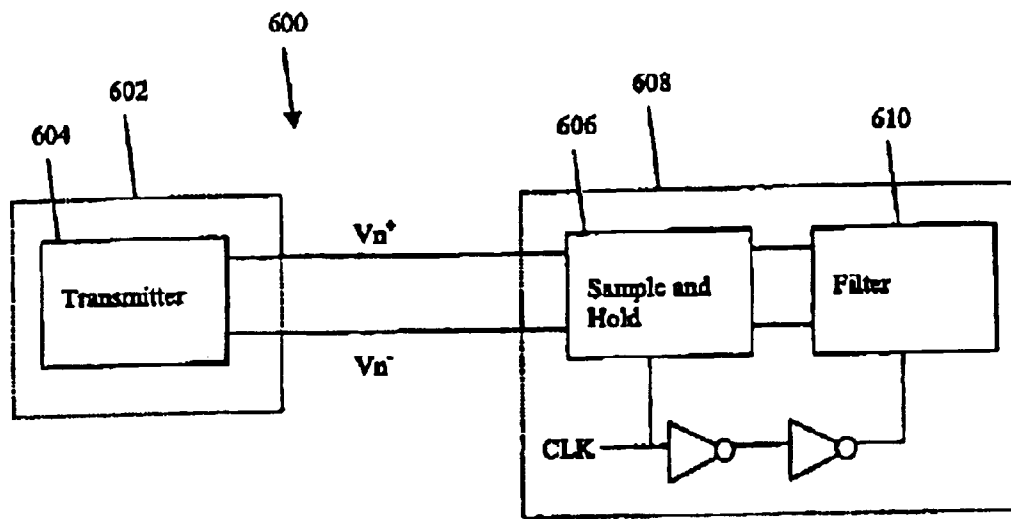 600
602
608
604
606
610
Vn⁺
Transmitter
Sample and
Hold
Filter
Vn⁻
CLK